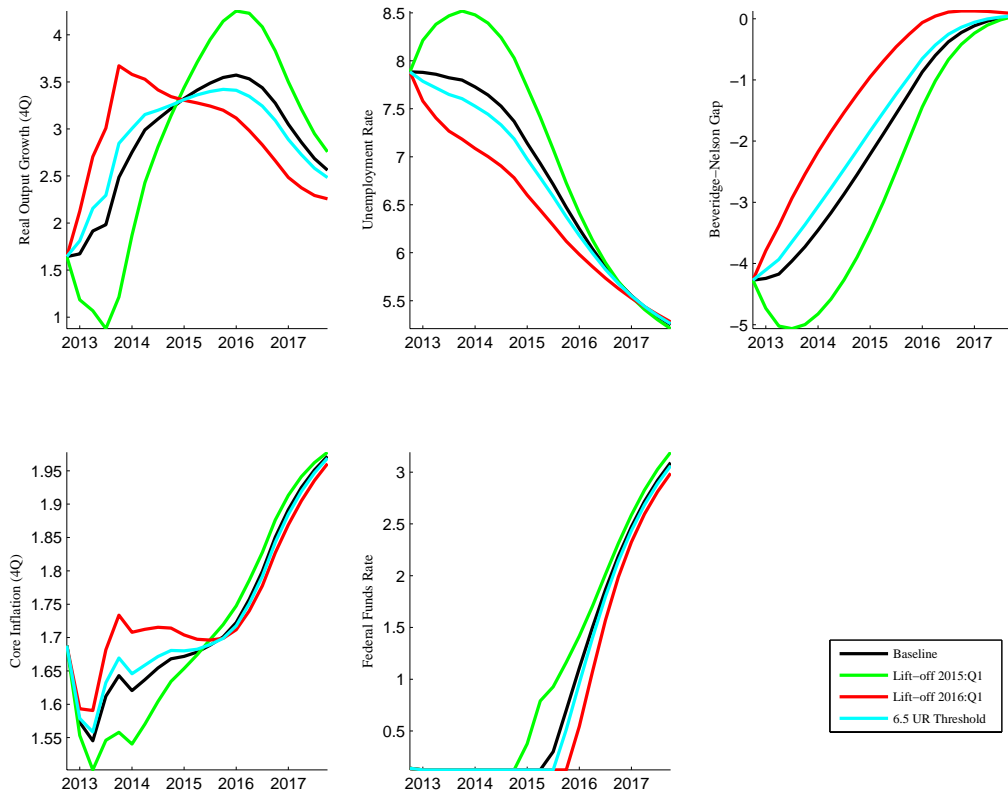 Real Output Growth (4Q)
4
3.5
3
2.5
2
1.5
1
2013 2014 2015 2016 2017
Unemployment Rate
8.5
8
7.5
7
6.5
6
5.5
2013 2014 2015 2016 2017
Beveridge−Nelson Gap
0
−1
−2
−3
−4
−5
2013 2014 2015 2016 2017
Core Inflation (4Q)
1.95
1.9
1.85
1.8
1.75
1.7
1.65
1.6
1.55
2013 2014 2015 2016 2017
Federal Funds Rate
3
2.5
2
1.5
1
0.5
2013 2014 2015 2016 2017
Baseline
Lift−off 2015:Q1
Lift−off 2016:Q1
6.5 UR Threshold